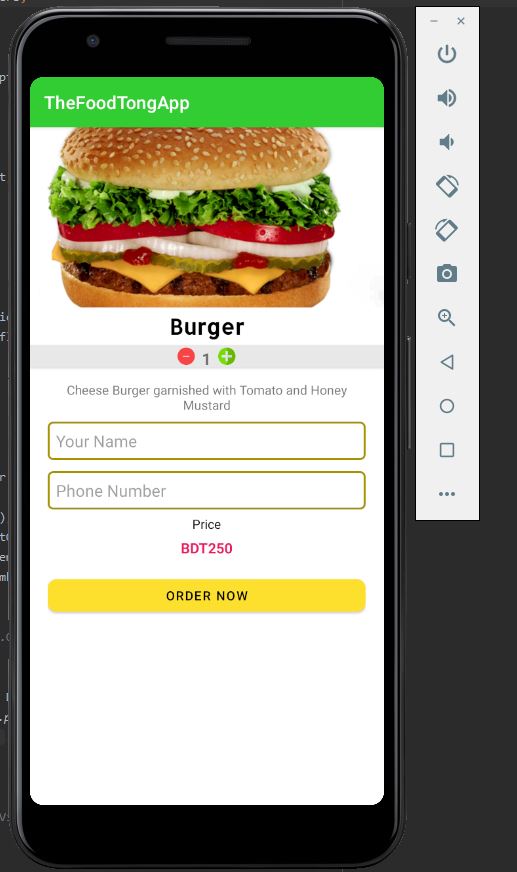 TheFoodTongApp
Burger
1
Cheese Burger garnished with Tomato and Honey
Mustard
Your Name
Phone Number
Price
BDT250
ORDER NOW